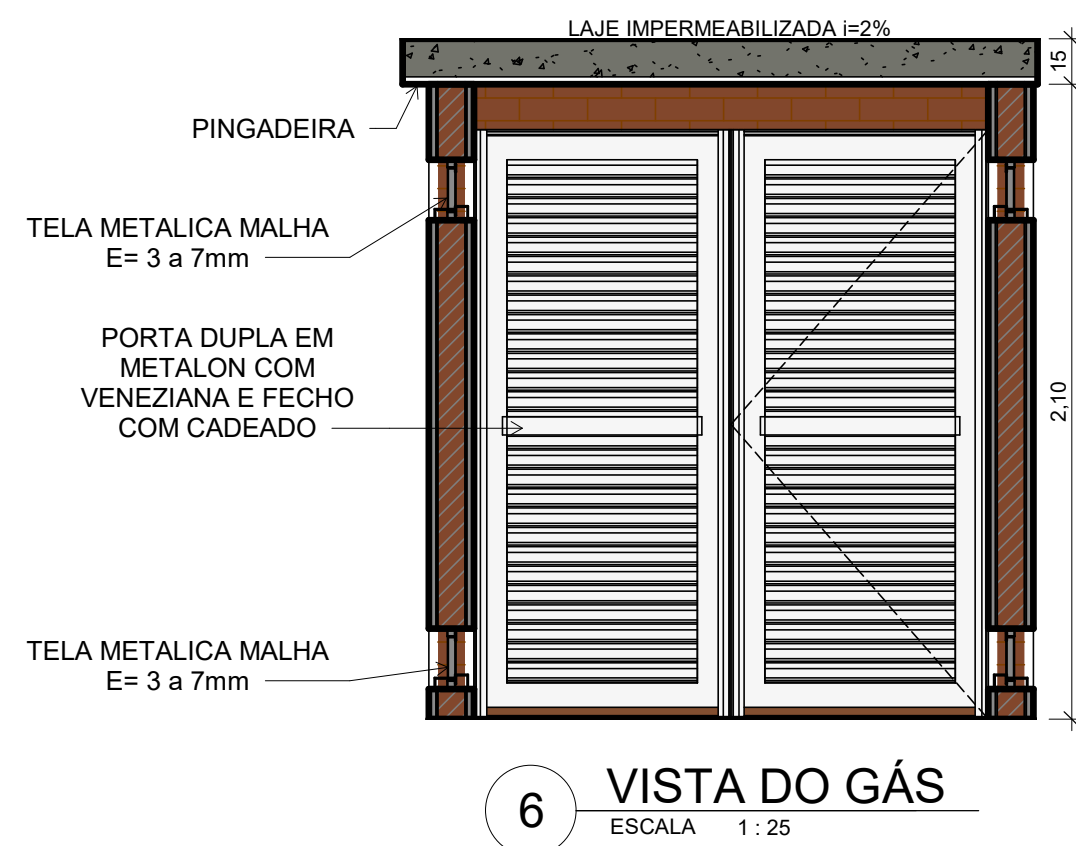 LAJE IMPERMEABILIZADA i=2%
15
PINGADEIRA
TELA METALICA MALHA
E= 3 a 7mm
PORTA DUPLA EM
METALON COM
VENEZIANA E FECHO
COM CADEADO
2,10
TELA METALICA MALHA
E= 3 a 7mm
6
VISTA DO GÁS
ESCALA 1 : 25